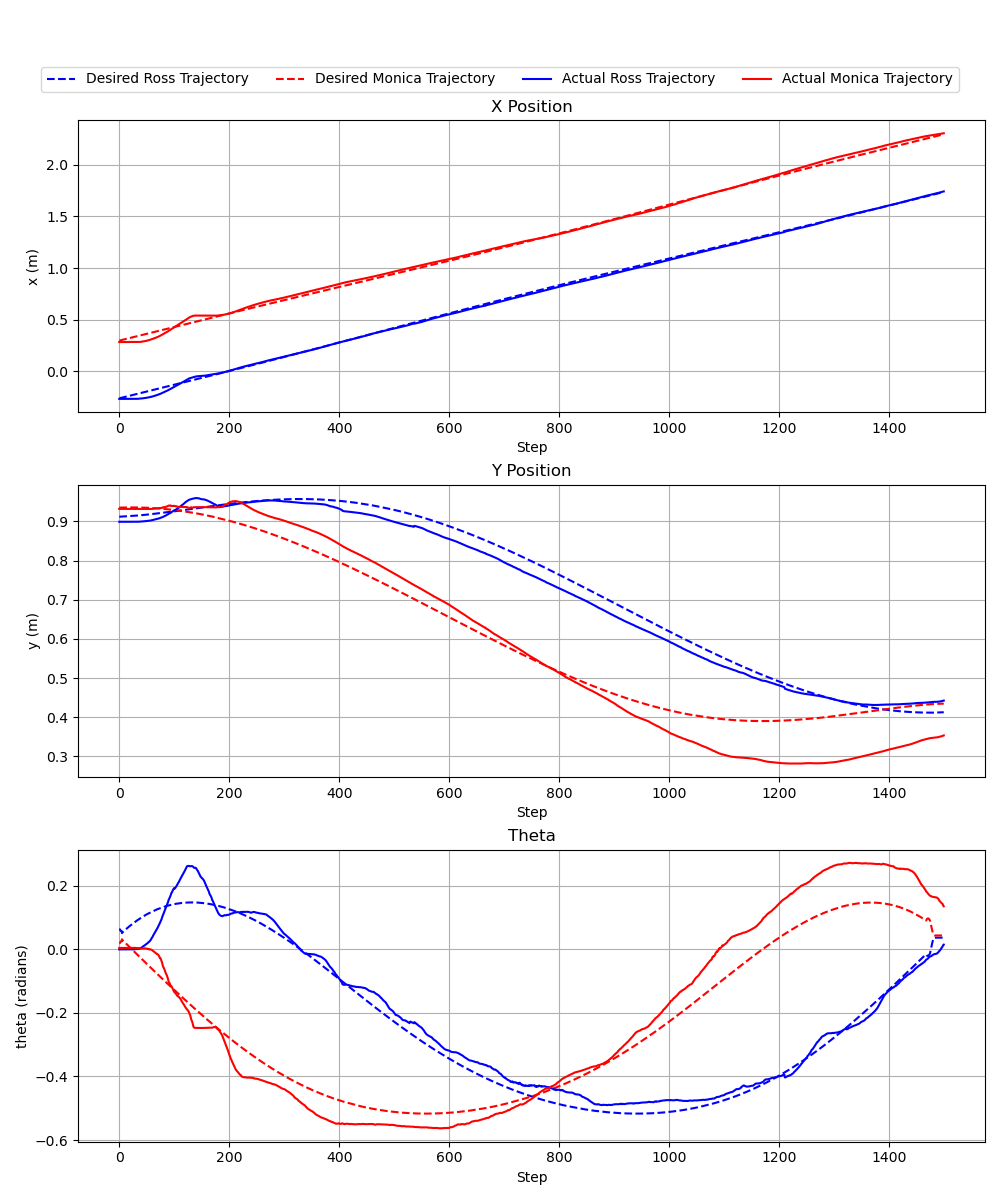 Desired Ross Trajectory Desired Monica Trajectory Actual Ross Trajectory Actual Monica Trajectory
X Position
2.0
1.5
1.0
0.5
0.0
x (m)
0 200 400 600 800 1000 1200 1400
Step
Y Position
0.9
0.8
0.7
0.6
0.5
0.4
0.3
y (m)
0 200 400 600 800 1000 1200 1400
Step
Theta
0.2
0.0
−0.2
−0.4
−0.6
theta (radians)
0 200 400 600 800 1000 1200 1400
Step